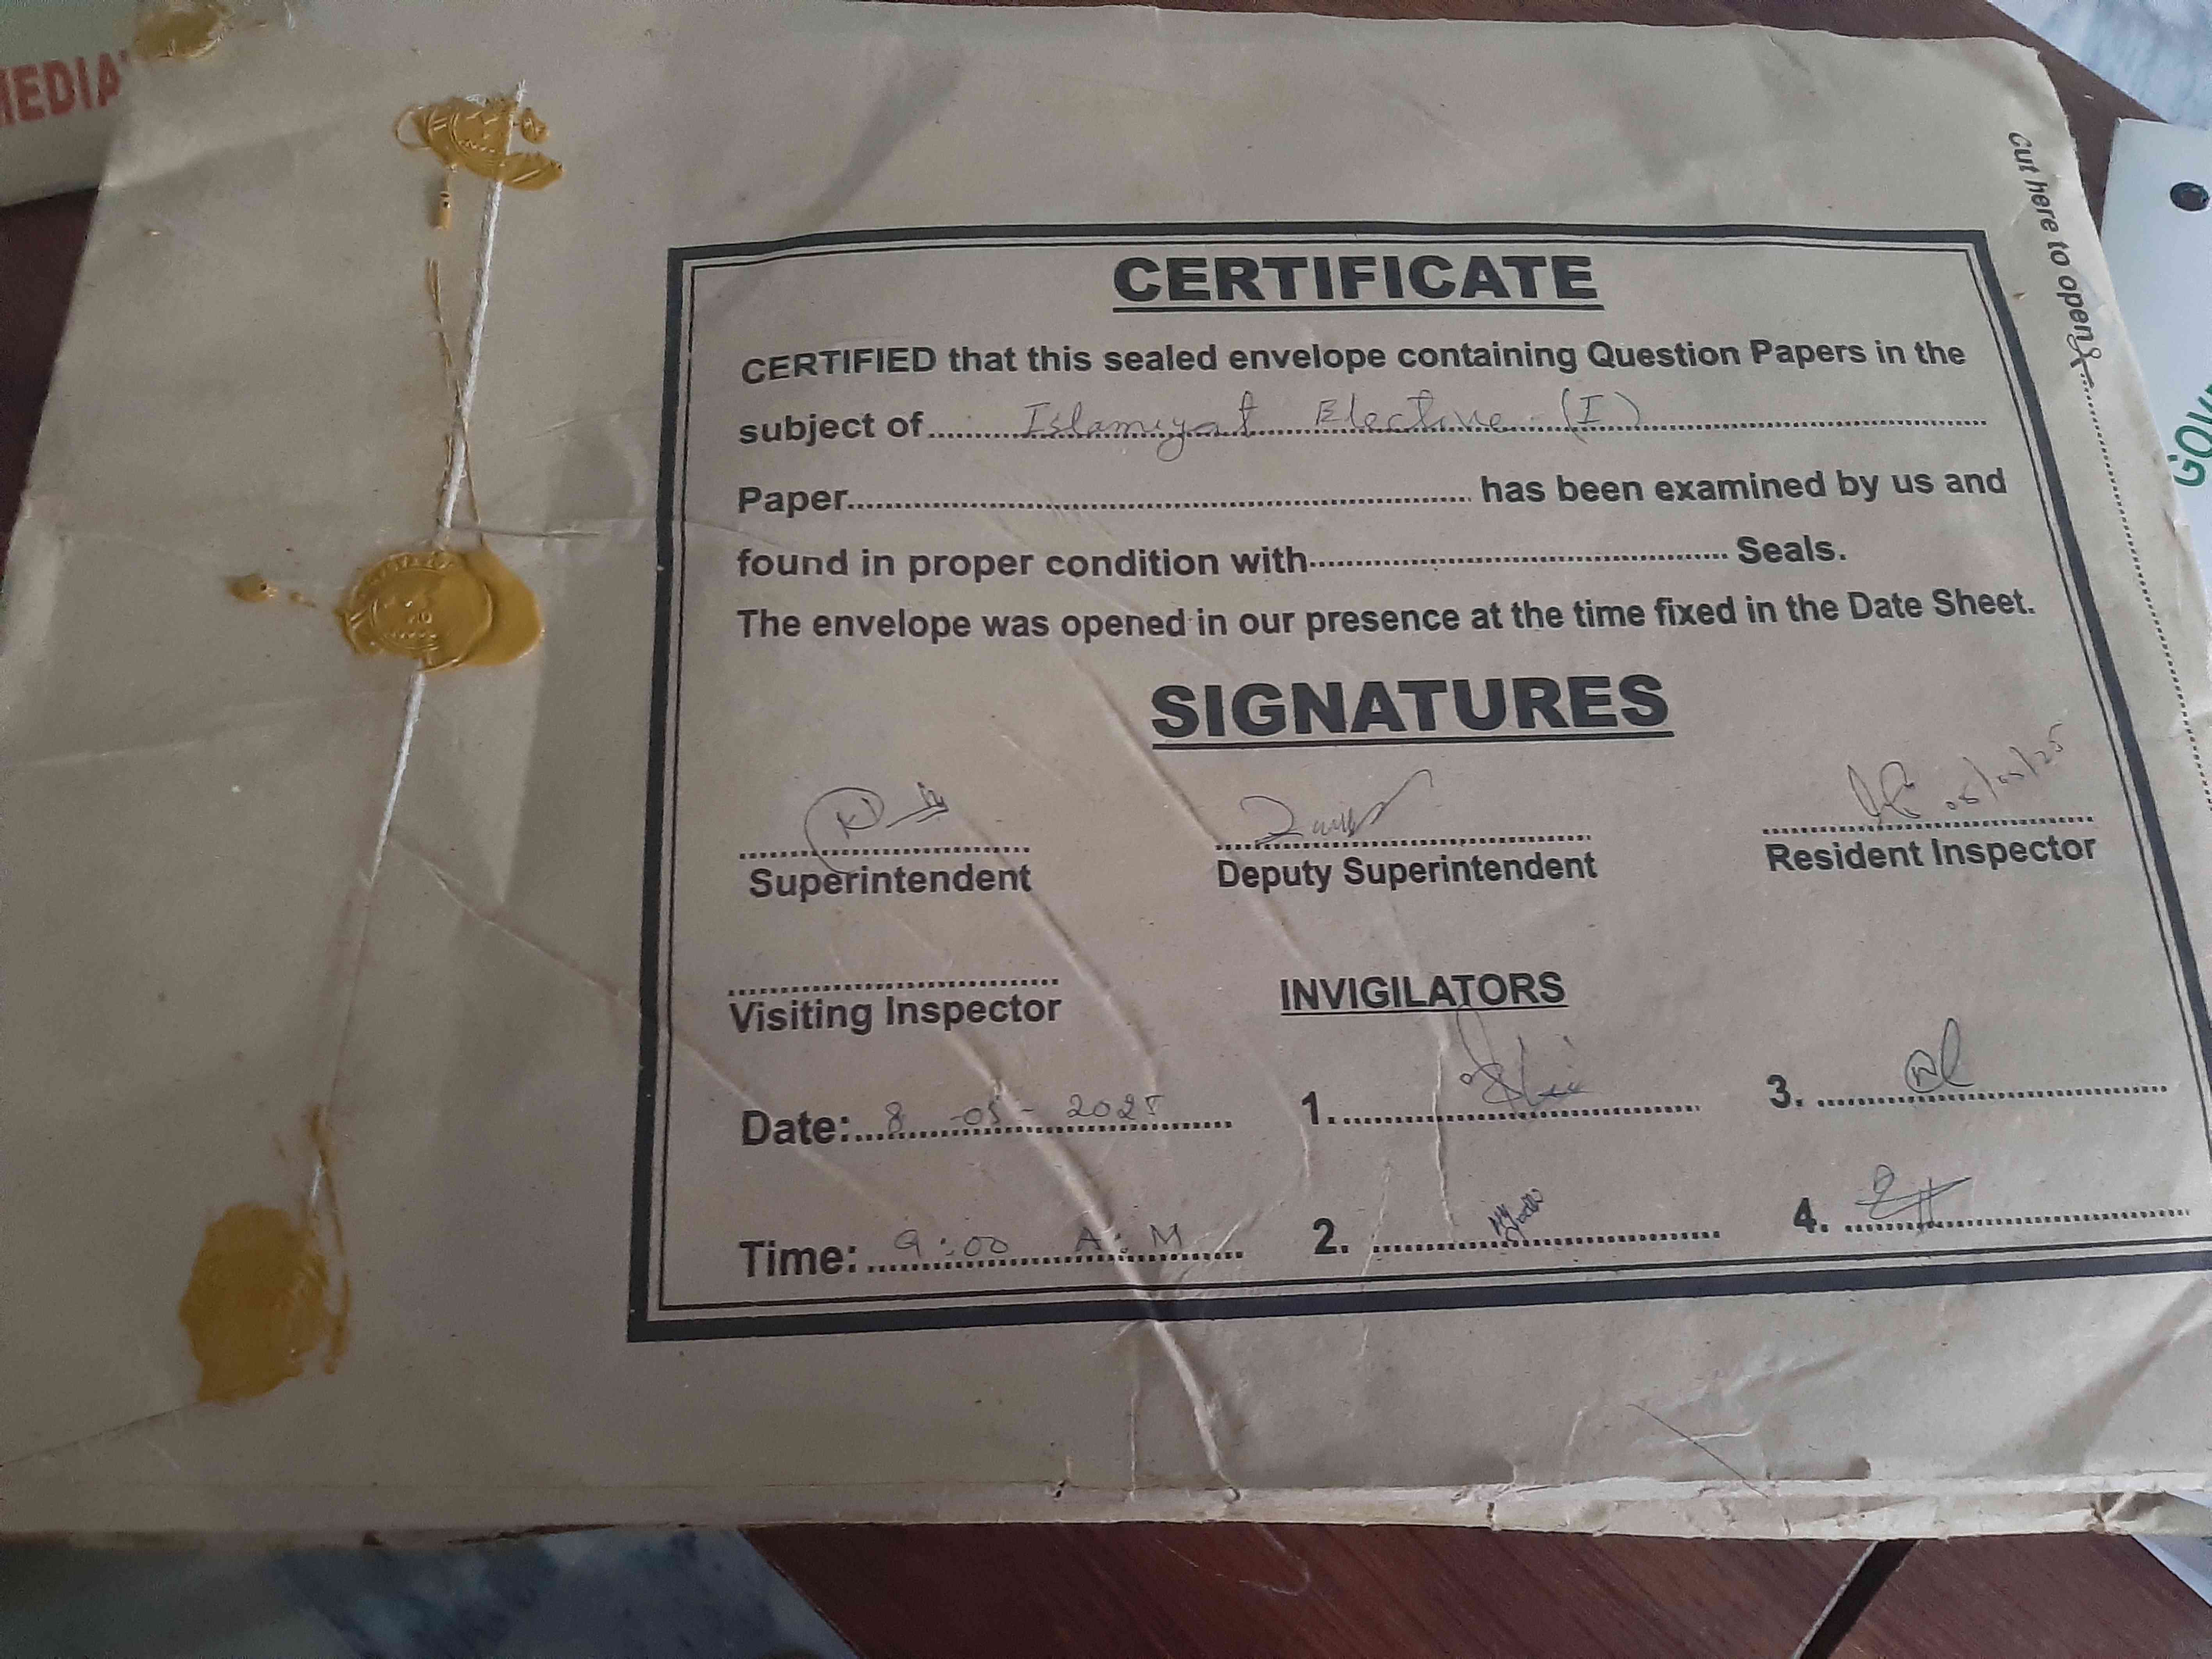 MEDIA
cut here to open
CERTIFICATE
CERTIFIED that this sealed envelope containing Question Papers in the
subject of Islamiyat Elective (I)
Paper has been examined by us and
found in proper condition with Seals.
The envelope was opened in our presence at the time fixed in the Date Sheet.
SIGNATURES
Superintendent Deputy Superintendent Resident Inspector
Visiting Inspector INVIGILATORS
Date: 8 -05- 2025 1. 3.
Time: 9:00 A:M 2. 4.
GOV